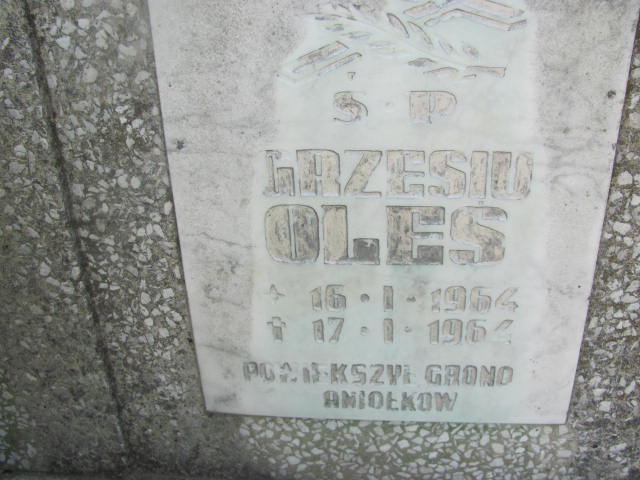 Ś. P
GRZESIU
OLEŚ
* 16 · I · 1964
† 17 · I · 1964
POWIĘKSZYŁ GRONO
ANIOŁKÓW